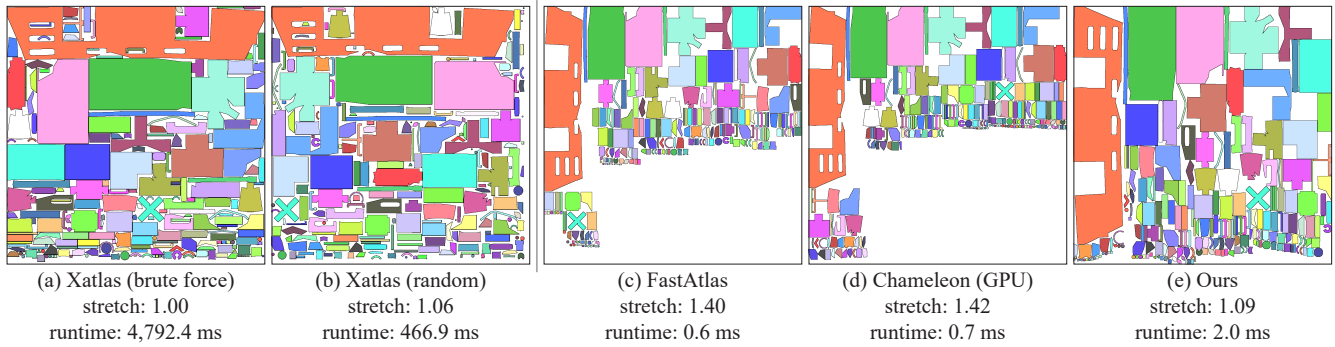 (a) Xatlas (brute force)
stretch: 1.00
runtime: 4,792.4 ms
(b) Xatlas (random)
stretch: 1.06
runtime: 466.9 ms
(c) FastAtlas
stretch: 1.40
runtime: 0.6 ms
(d) Chameleon (GPU)
stretch: 1.42
runtime: 0.7 ms
(e) Ours
stretch: 1.09
runtime: 2.0 ms